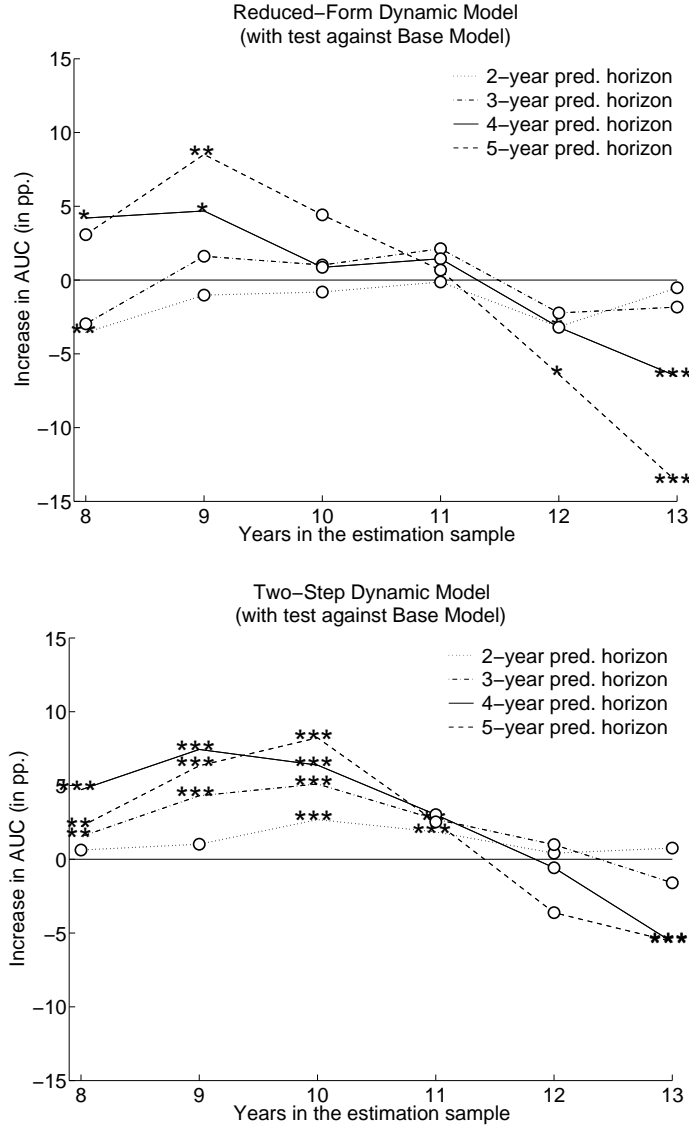 Reduced−Form Dynamic Model
(with test against Base Model)
15
10
5
0
−5
−10
−15
Increase in AUC (in pp.)
2−year pred. horizon
3−year pred. horizon
4−year pred. horizon
5−year pred. horizon
*
*
**
**
*
*
***
***
8 9 10 11 12 13
Years in the estimation sample
Two−Step Dynamic Model
(with test against Base Model)
15
10
5
0
−5
−10
−15
Increase in AUC (in pp.)
2−year pred. horizon
3−year pred. horizon
4−year pred. horizon
5−year pred. horizon
***
**
**
***
***
***
***
***
***
***
***
***
8 9 10 11 12 13
Years in the estimation sample